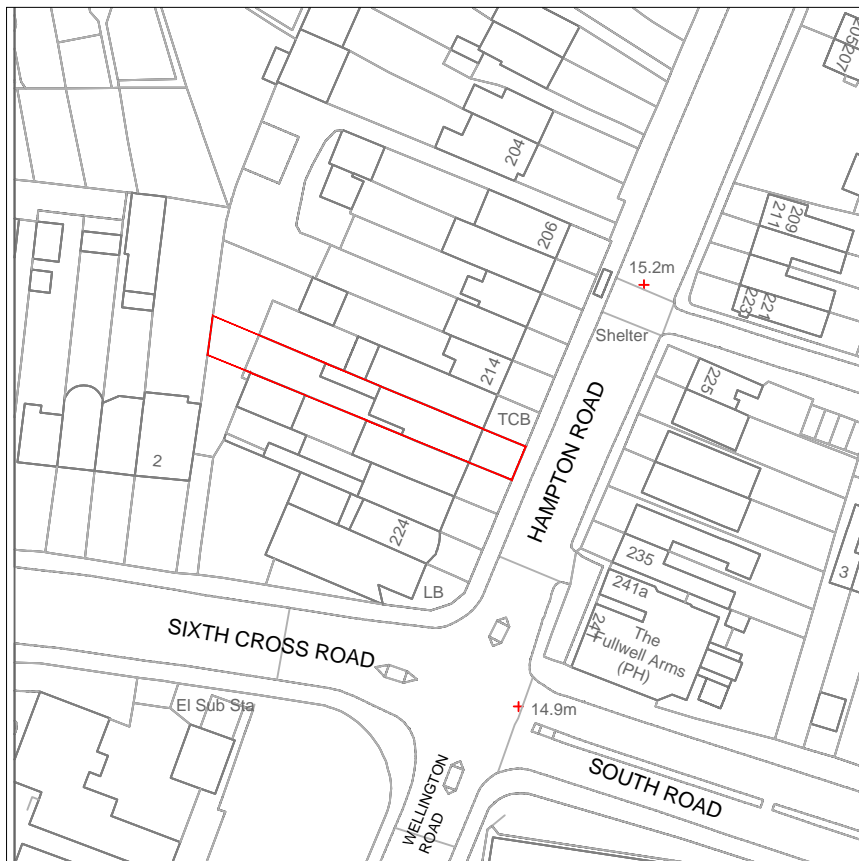 205
207
204
206
209
211
15.2m
221
223
Shelter
214
225
TCB
HAMPTON ROAD
2
224
235
3
241a
LB
241
The
Fullwell Arms
(PH)
SIXTH CROSS ROAD
El Sub Sta
14.9m
WELLINGTON
ROAD
SOUTH ROAD